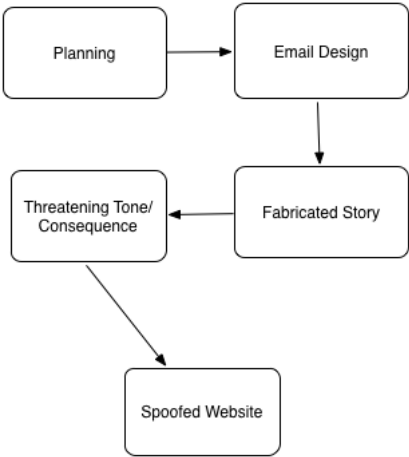 Planning
Email Design
Fabricated Story
Threatening Tone/
Consequence
Spoofed Website